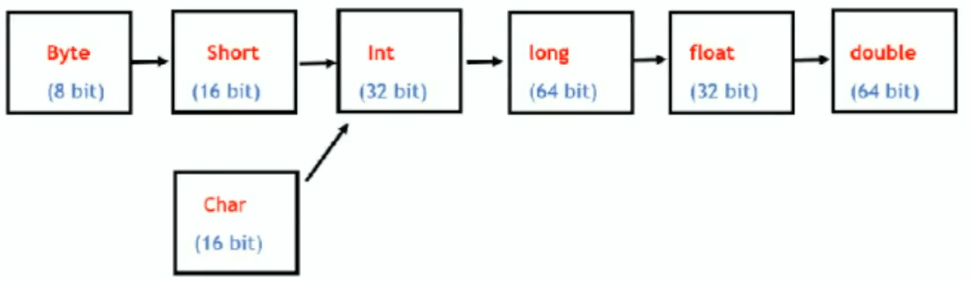 Byte
(8 bit)
Short
(16 bit)
Int
(32 bit)
long
(64 bit)
float
(32 bit)
double
(64 bit)
Char
(16 bit)